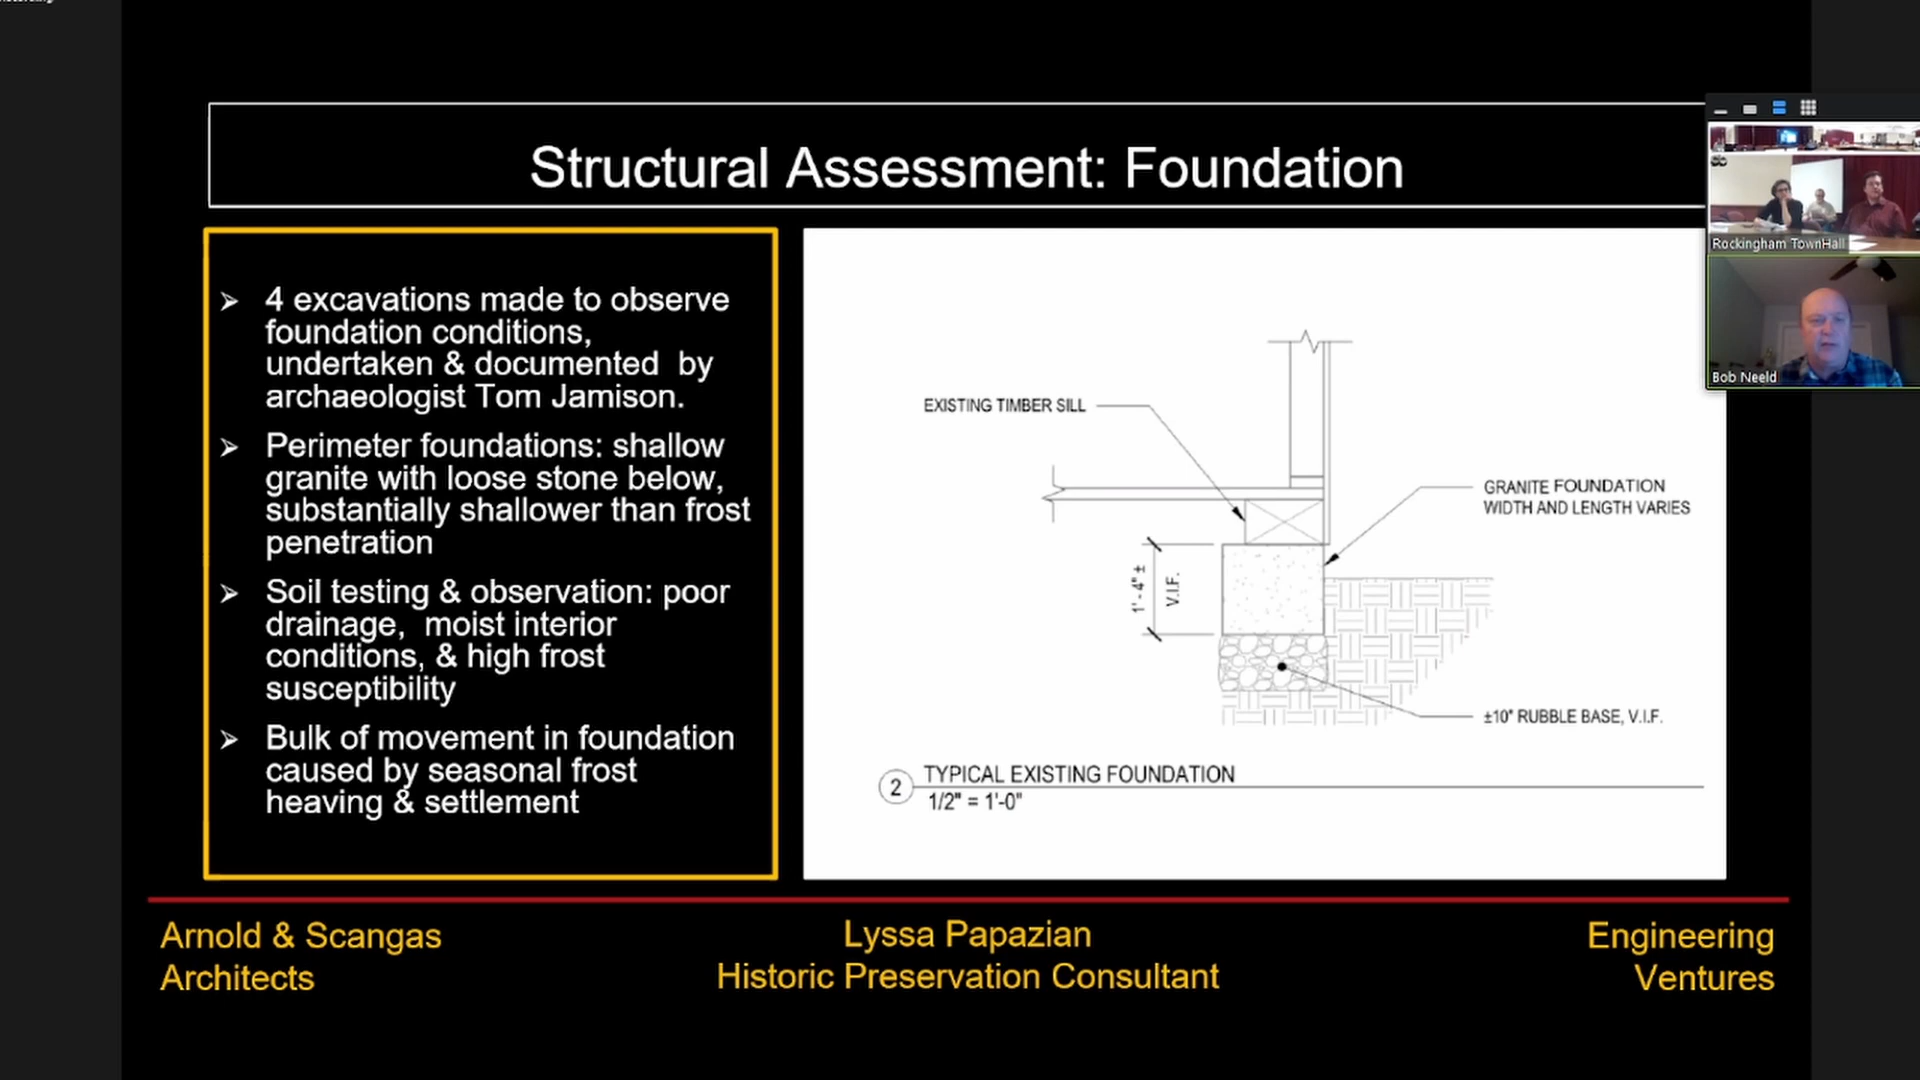 Structural Assessment: Foundation
➢ 4 excavations made to observe
foundation conditions,
undertaken & documented by
archaeologist Tom Jamison.
➢ Perimeter foundations: shallow
granite with loose stone below,
substantially shallower than frost
penetration
➢ Soil testing & observation: poor
drainage, moist interior
conditions, & high frost
susceptibility
➢ Bulk of movement in foundation
caused by seasonal frost
heaving & settlement
EXISTING TIMBER SILL
GRANITE FOUNDATION
WIDTH AND LENGTH VARIES
1' - 4" ±
V.I.F.
±10" RUBBLE BASE, V.I.F.
2
TYPICAL EXISTING FOUNDATION
1/2" = 1'-0"
Rockingham TownHall
Bob Neeld
Arnold & Scangas
Architects
Lyssa Papazian
Historic Preservation Consultant
Engineering
Ventures